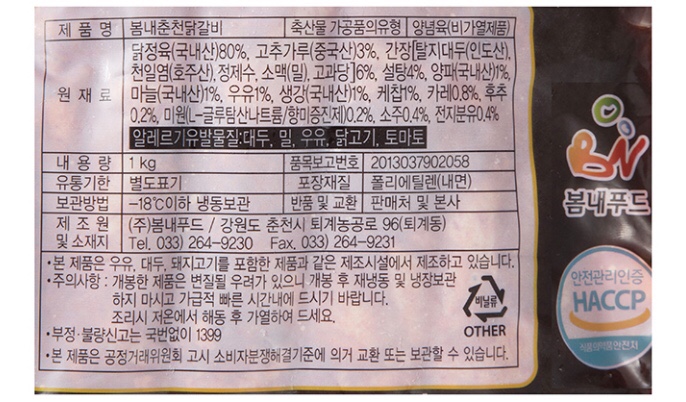 제 품 명 봄내춘천닭갈비 축산물 가공품의유형 양념육(비가열제품)
원 재 료 닭정육(국내산)80%, 고추가루(중국산)3%, 간장[탈지대두(인도산),
천일염(호주산), 정제수, 소맥(밀), 고과당]6%, 설탕4%, 양파(국내산)1%,
마늘(국내산)1%, 우유1%, 생강(국내산)1%, 케찹1%, 카레0.8%, 후추
0.2%, 미원(L-글루탐산나트륨/향미증진제)0.2%, 소주0.4%, 전지분유0.4%
알레르기유발물질:대두, 밀, 우유, 닭고기, 토마토
내 용 량 1kg 품목보고번호 2013037902058
유통기한 별도표기 포장재질 폴리에틸렌(내면)
보관방법 -18℃이하 냉동보관 반품 및 교환 판매처 및 본사
제 조 원 및 소재지 (주)봄내푸드 / 강원도 춘천시 퇴계농공로 96(퇴계동)
Tel. 033) 264-9230 Fax. 033) 264-9231
•본 제품은 우유, 대두, 돼지고기를 포함한 제품과 같은 제조시설에서 제조하고 있습니다.
•주의사항 : 개봉한 제품은 변질될 우려가 있으니 개봉 후 재냉동 및 냉장보관
하지 마시고 가급적 빠른 시간내에 드시기 바랍니다.
조리시 저온에서 해동 후 가열하여 드세요.
•부정·불량신고는 국번없이 1399
•본 제품은 공정거래위원회 고시 소비자분쟁해결기준에 의거 교환 또는 보관할 수 있습니다.
비닐류
OTHER
BN
봄내푸드
안전관리인증
HACCP
식품의약품안전처